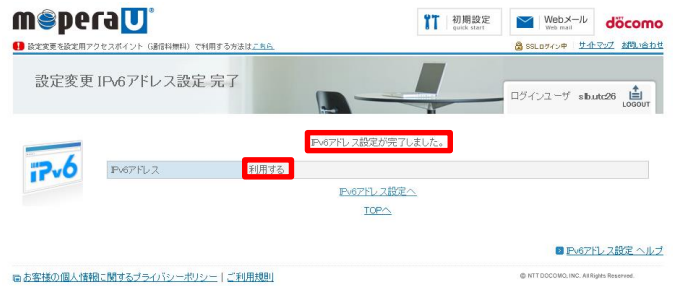 mopera U
初期設定
quick start
Webメール
Web mail
döcomo
設定変更を設定用アクセスポイント（通信料無料）で利用する方法はこちら
SSLログイン中 サイトマップ お問い合わせ
設定変更 IPv6アドレス設定 完了
ログインユーザ slb.utc26
LOGOUT
IPv6アドレス設定が完了しました。
IPv6
IPv6アドレス 利用する
IPv6アドレス設定へ
TOPへ
IPv6アドレス設定 ヘルプ
お客様の個人情報に関するプライバシーポリシー | ご利用規則
© NTT DOCOMO, INC. All Rights Reserved.